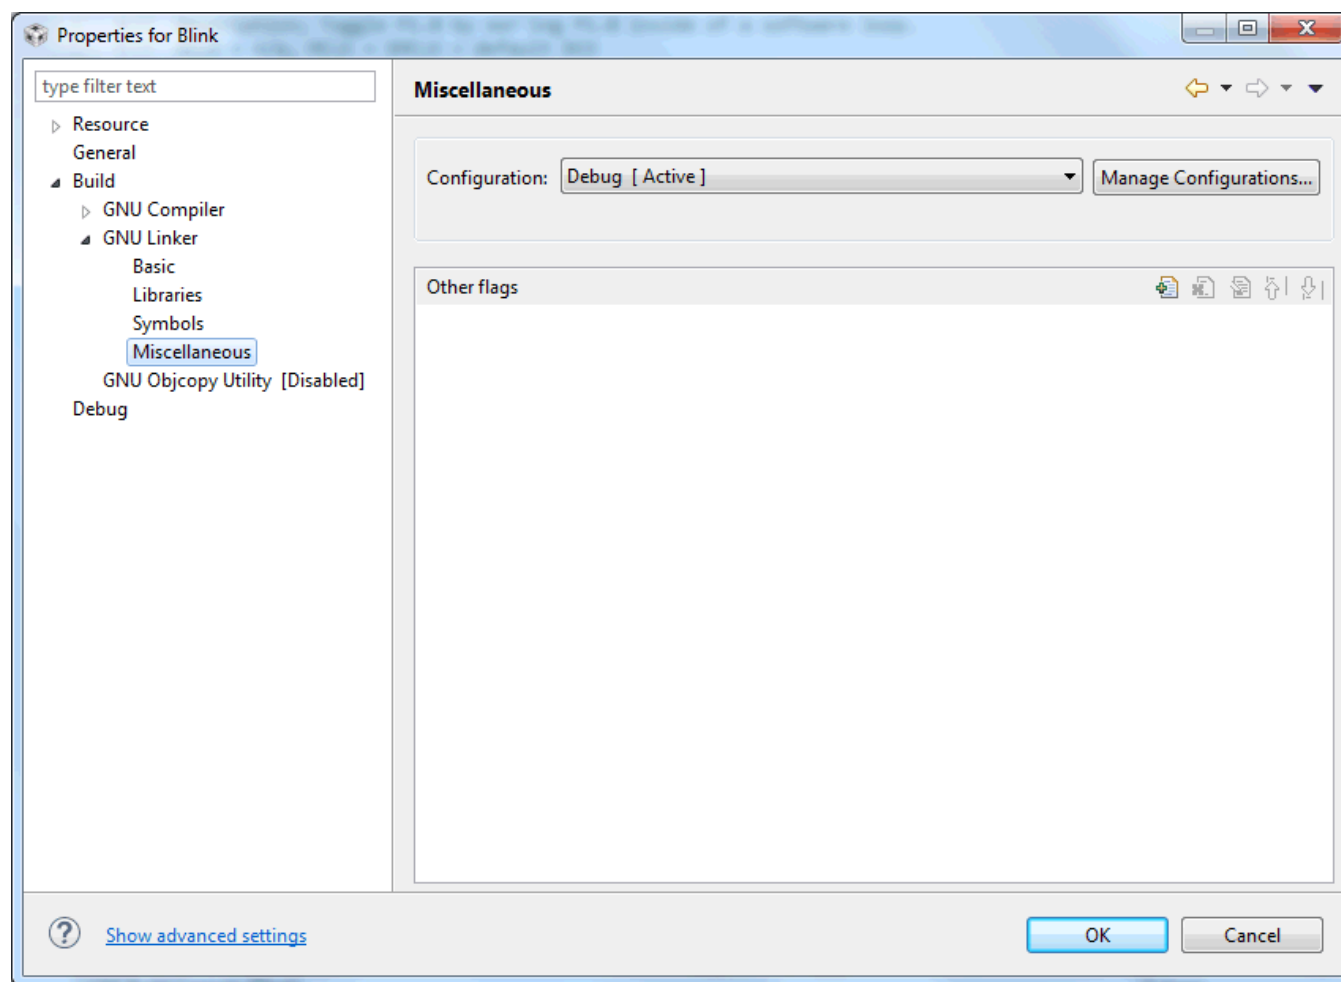 Properties for Blink
type filter text
Miscellaneous
Resource
General
Build
GNU Compiler
GNU Linker
Basic
Libraries
Symbols
Miscellaneous
GNU Objcopy Utility [Disabled]
Debug
Configuration: Debug [ Active ] Manage Configurations...
Other flags
Show advanced settings
OK Cancel